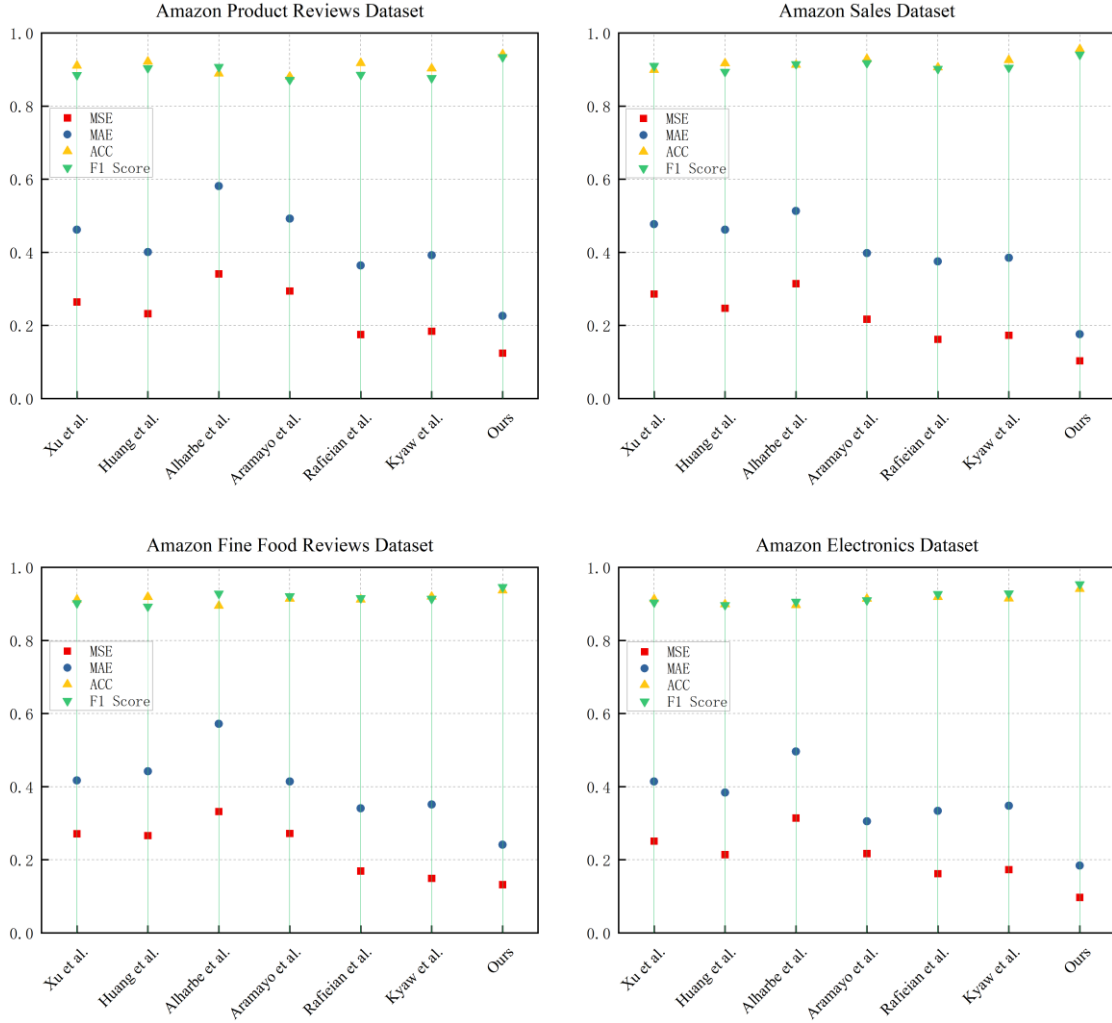 Amazon Product Reviews Dataset
1.0
0.8
0.6
0.4
0.2
0.0
MSE
MAE
ACC
F1 Score
Xu et al.
Huang et al.
Alharbe et al.
Aramayo et al.
Rafieian et al.
Kyaw et al.
Ours
Amazon Sales Dataset
1.0
0.8
0.6
0.4
0.2
0.0
MSE
MAE
ACC
F1 Score
Xu et al.
Huang et al.
Alharbe et al.
Aramayo et al.
Rafieian et al.
Kyaw et al.
Ours
Amazon Fine Food Reviews Dataset
1.0
0.8
0.6
0.4
0.2
0.0
MSE
MAE
ACC
F1 Score
Xu et al.
Huang et al.
Alharbe et al.
Aramayo et al.
Rafieian et al.
Kyaw et al.
Ours
Amazon Electronics Dataset
1.0
0.8
0.6
0.4
0.2
0.0
MSE
MAE
ACC
F1 Score
Xu et al.
Huang et al.
Alharbe et al.
Aramayo et al.
Rafieian et al.
Kyaw et al.
Ours